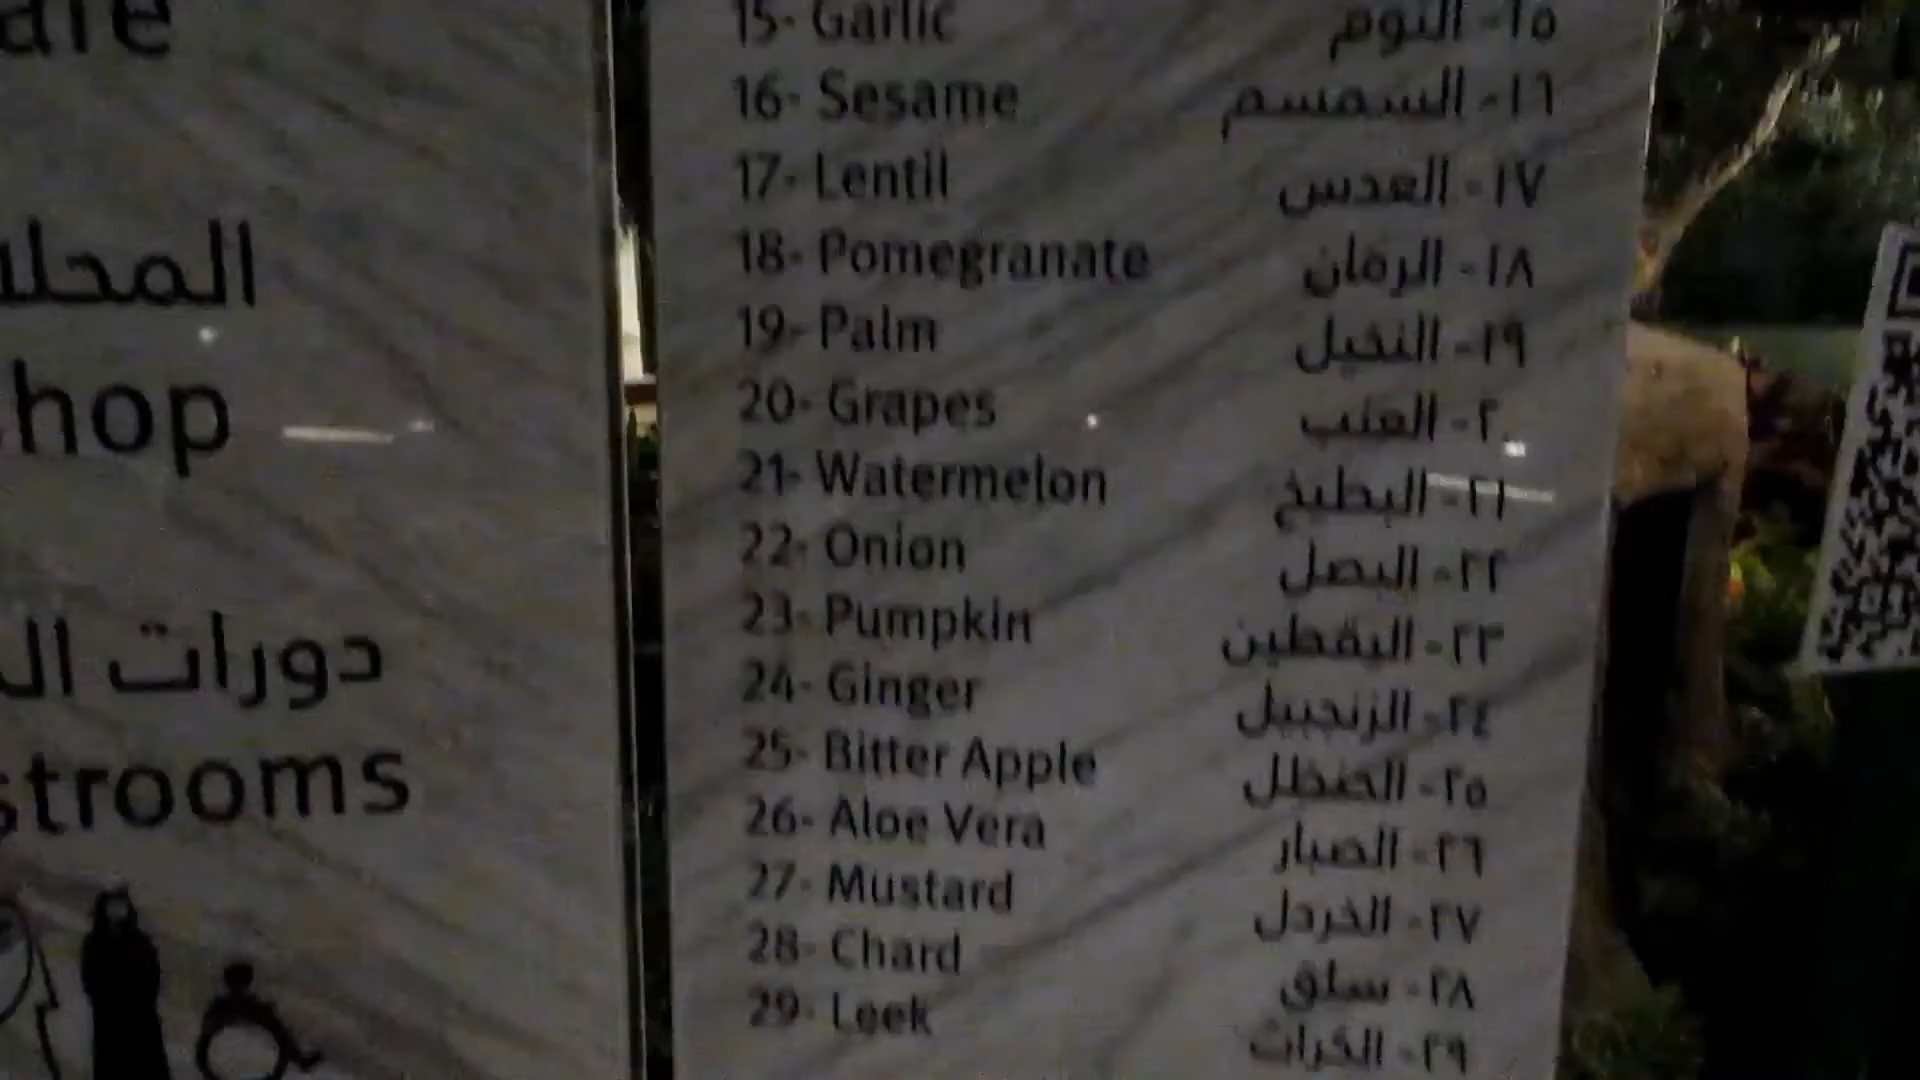 المحلا
hop
دورات ال
strooms
15- Garlic ١٥- الثوم
16- Sesame ١٦- السمسم
17- Lentil ١٧- العدس
18- Pomegranate ١٨- الرمان
19- Palm ١٩- النخيل
20- Grapes ٢٠- العنب
21- Watermelon ٢١- البطيخ
22- Onion ٢٢- البصل
23- Pumpkin ٢٣- اليقطين
24- Ginger ٢٤- الزنجبيل
25- Bitter Apple ٢٥- الحنظل
26- Aloe Vera ٢٦- الصبار
27- Mustard ٢٧- الخردل
28- Chard ٢٨- سلق
29- Leek ٢٩- الكراث